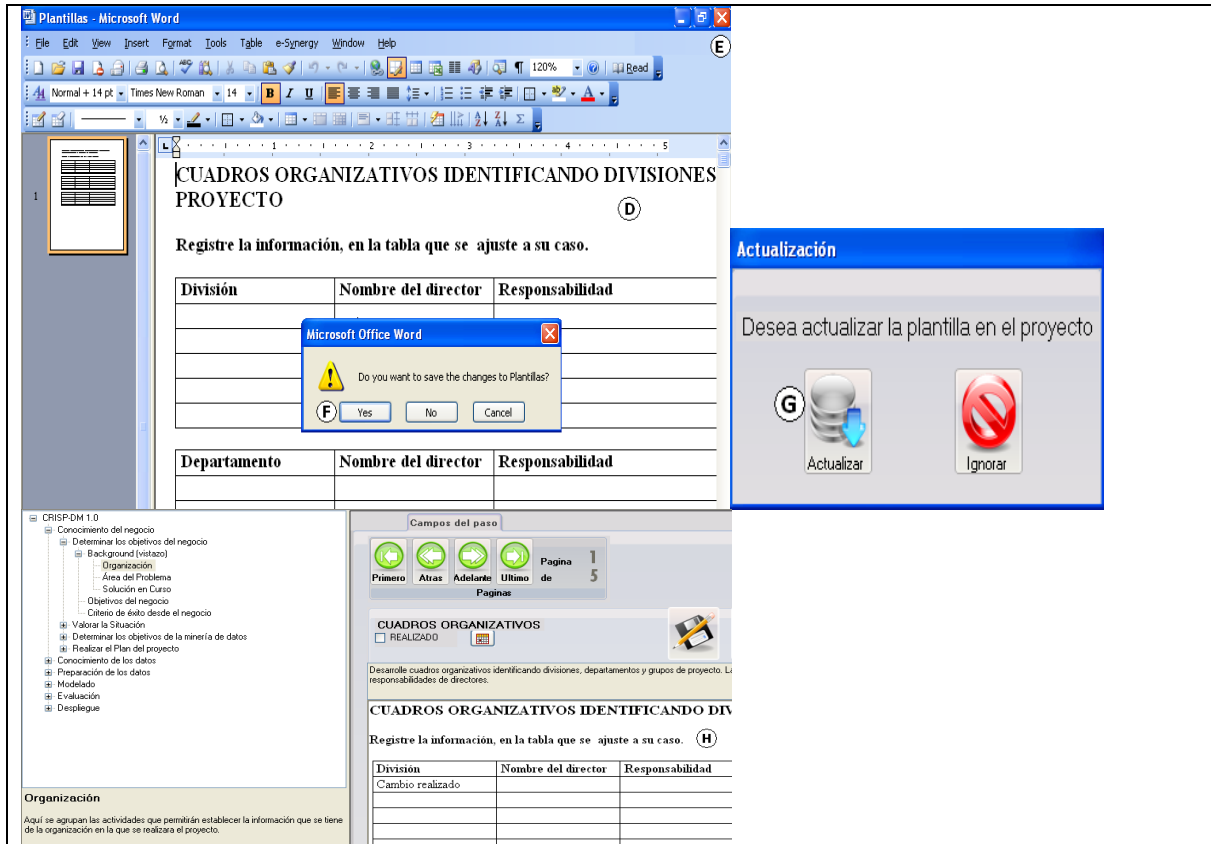 Plantillas - Microsoft Word
File Edit View Insert Format Tools Table e-Synergy Window Help
E
120% Read
Normal + 14 pt Times New Roman 14 B I U
½
L 1 2 3 4 5
1
CUADROS ORGANIZATIVOS IDENTIFICANDO DIVISIONES
PROYECTO
D
Registre la información, en la tabla que se ajuste a su caso.
División Nombre del director Responsabilidad
Microsoft Office Word
Do you want to save the changes to Plantillas?
F Yes No Cancel
Departamento Nombre del director Responsabilidad
Actualización
Desea actualizar la plantilla en el proyecto
G
Actualizar Ignorar
CRISP-DM 1.0
Conocimiento del negocio
Determinar los objetivos del negocio
Background (vistazo)
Organización
Área del Problema
Solución en Curso
Objetivos del negocio
Criterio de éxito desde el negocio
Valorar la Situación
Determinar los objetivos de la minería de datos
Realizar el Plan del proyecto
Conocimiento de los datos
Preparación de los datos
Modelado
Evaluación
Despliegue
Organización
Aquí se agrupan las actividades que permitirán establecer la información que se tiene
de la organización en la que se realizara el proyecto.
Campos del paso
Primero Atras Adelante Ultimo Pagina 1 de 5
Paginas
CUADROS ORGANIZATIVOS
REALIZADO
Desarrolle cuadros organizativos identificando divisiones, departamentos y grupos de proyecto. La
responsabilidades de directores.
CUADROS ORGANIZATIVOS IDENTIFICANDO DIV
Registre la información, en la tabla que se ajuste a su caso. H
División Nombre del director Responsabilidad
Cambio realizado